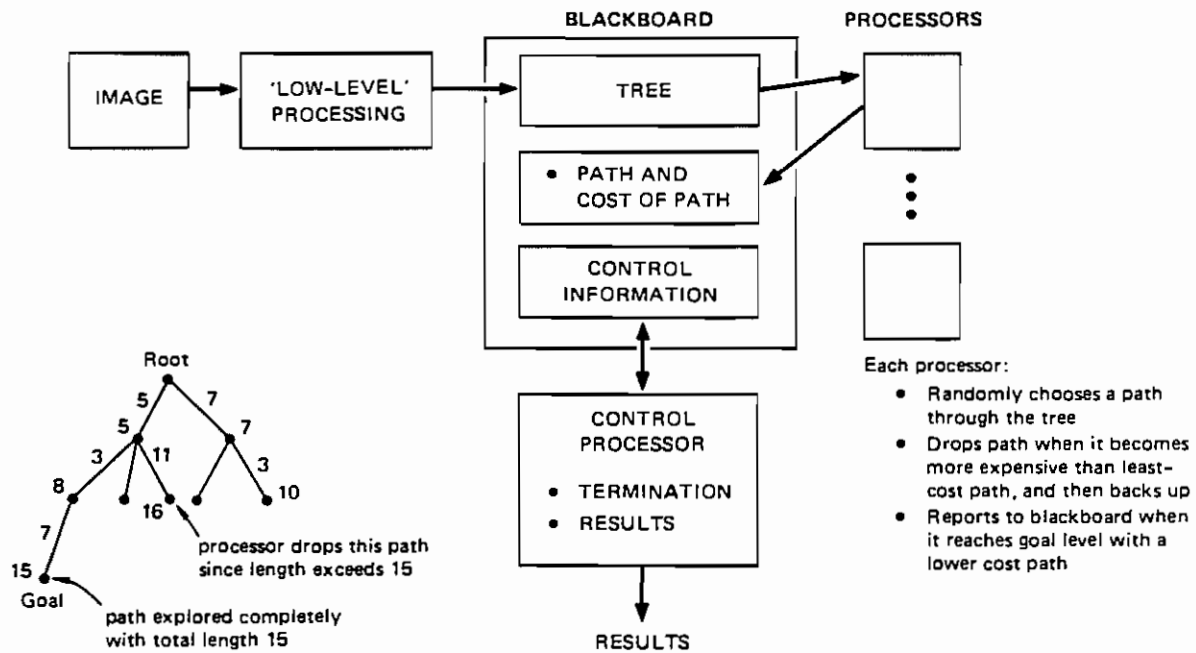 BLACKBOARD
PROCESSORS
IMAGE
'LOW-LEVEL'
PROCESSING
TREE
• PATH AND
COST OF PATH
CONTROL
INFORMATION
CONTROL
PROCESSOR
• TERMINATION
• RESULTS
RESULTS
Each processor:
• Randomly chooses a path
through the tree
• Drops path when it becomes
more expensive than least-
cost path, and then backs up
• Reports to blackboard when
it reaches goal level with a
lower cost path
Root
5
7
5
7
3
11
3
8
16
10
7
processor drops this path
since length exceeds 15
15
Goal
path explored completely
with total length 15